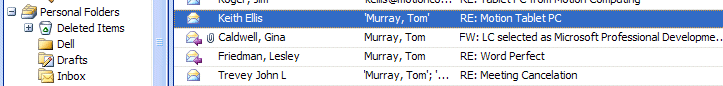 Personal Folders
Deleted Items
Dell
Drafts
Inbox
Keith Ellis 'Murray, Tom' RE: Motion Tablet PC
Caldwell, Gina 'Murray, Tom' FW: LC selected as Microsoft Professional Developme...
Friedman, Lesley 'Murray, Tom' RE: Word Perfect
Trevey John L 'Murray, Tom'; '... RE: Meeting Cancelation